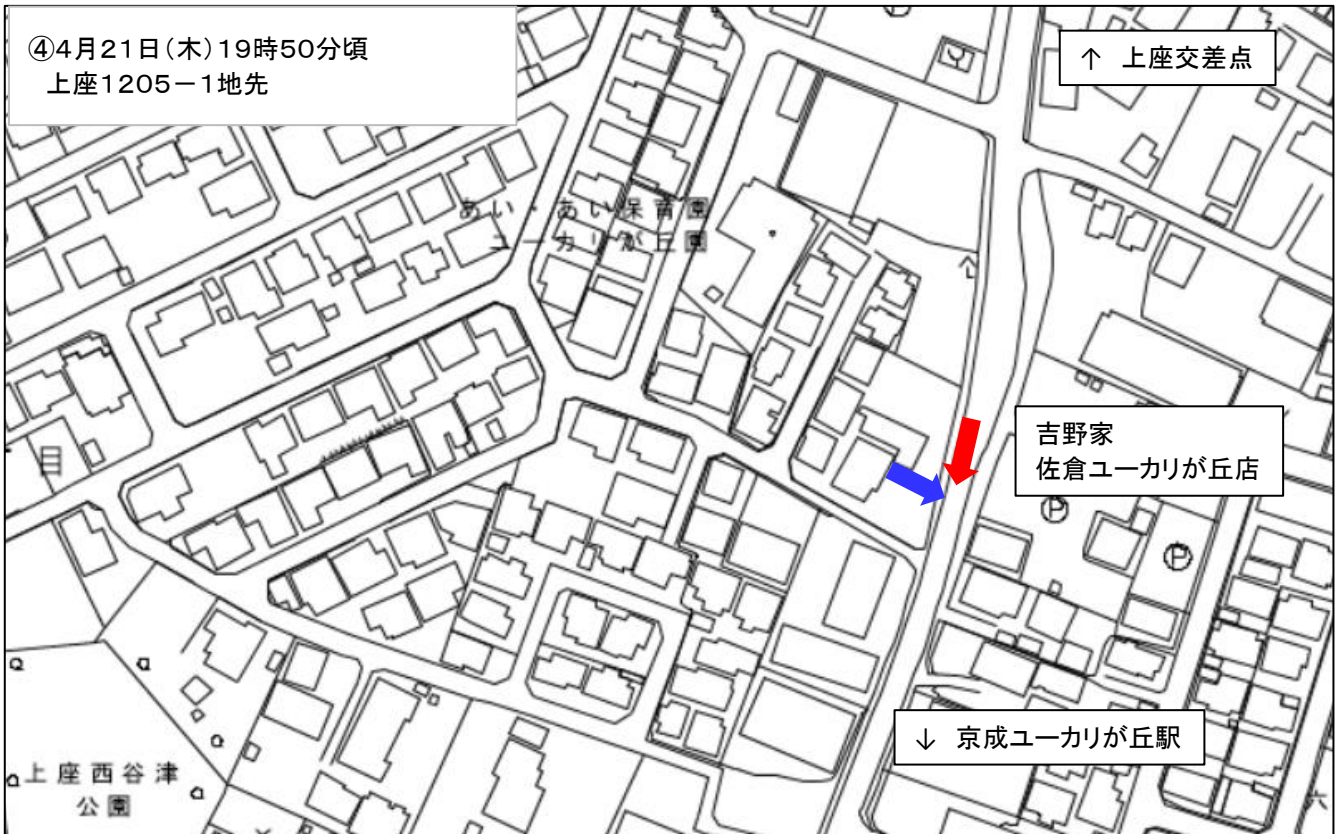 ④4月21日(木)19時50分頃
上座1205-1地先
↑ 上座交差点
あい・あい保育園
ユーカリが丘園
目
吉野家
佐倉ユーカリが丘店
P
P
↓ 京成ユーカリが丘駅
上座西谷津
公園
六